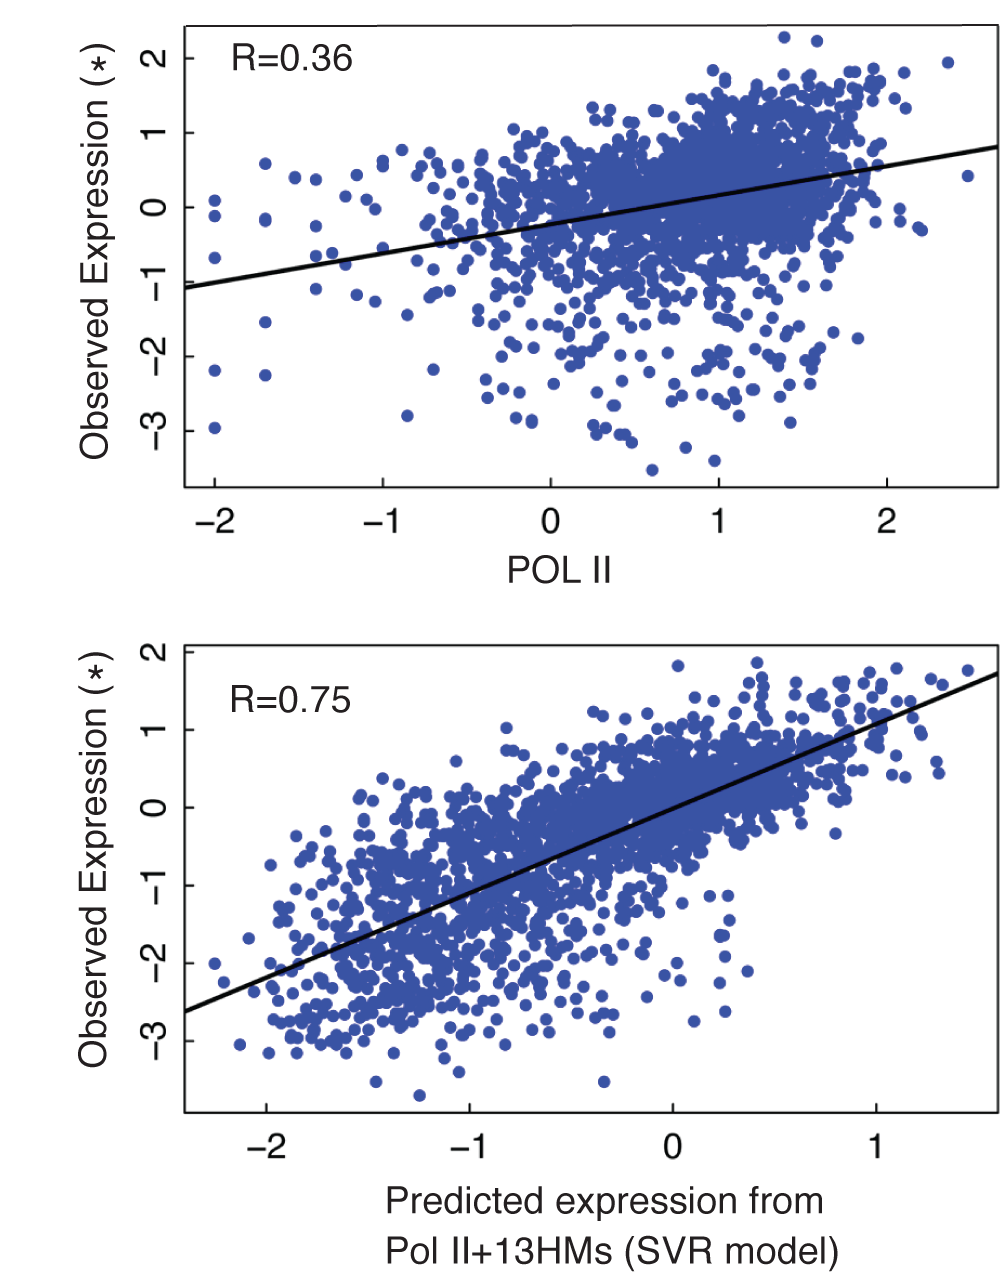 R=0.36
Observed Expression (*)
2
1
0
−1
−2
−3
−2 −1 0 1 2
POL II
R=0.75
Observed Expression (*)
2
1
0
−1
−2
−3
−2 −1 0 1
Predicted expression from
Pol II+13HMs (SVR model)